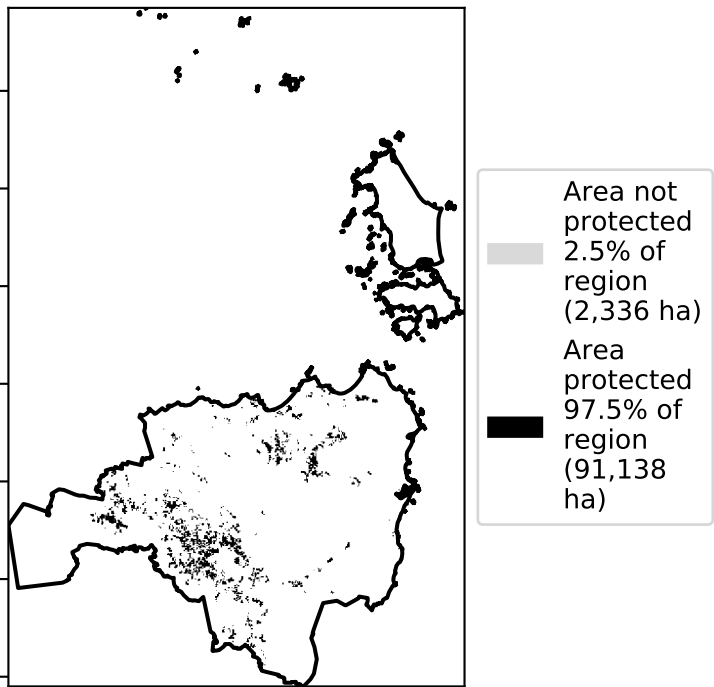 Area not
protected
2.5% of
region
(2,336 ha)
Area
protected
97.5% of
region
(91,138
ha)